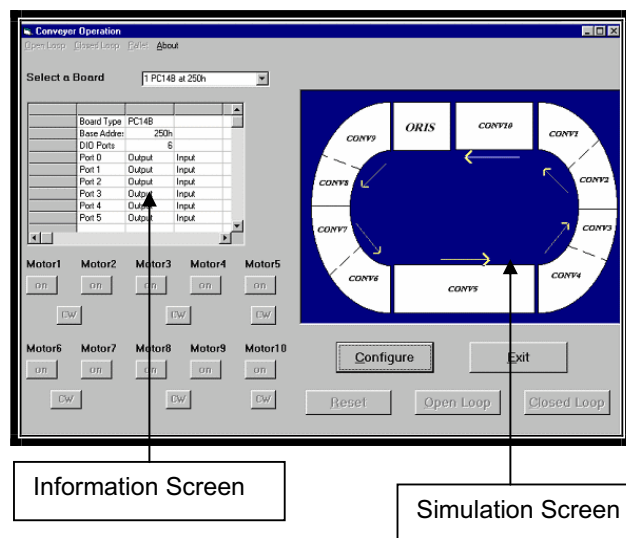 Conveyer Operation
Open Loop Closed Loop Pallet About
Select a Board 1 PC14B at 250h
Board Type PC14B
Base Addre: 250h
DIO Ports 6
Port 0 Output Input
Port 1 Output Input
Port 2 Output Input
Port 3 Output Input
Port 4 Output Input
Port 5 Output Input
CONV9 ORIS CONV10 CONV1
CONV8 CONV2
CONV7 CONV3
CONV6 CONV5 CONV4
Motor1 Motor2 Motor3 Motor4 Motor5
on on on on on
CW CW CW
Motor6 Motor7 Motor8 Motor9 Motor10
on on on on on
CW CW CW
Configure Exit
Reset Open Loop Closed Loop
Information Screen
Simulation Screen